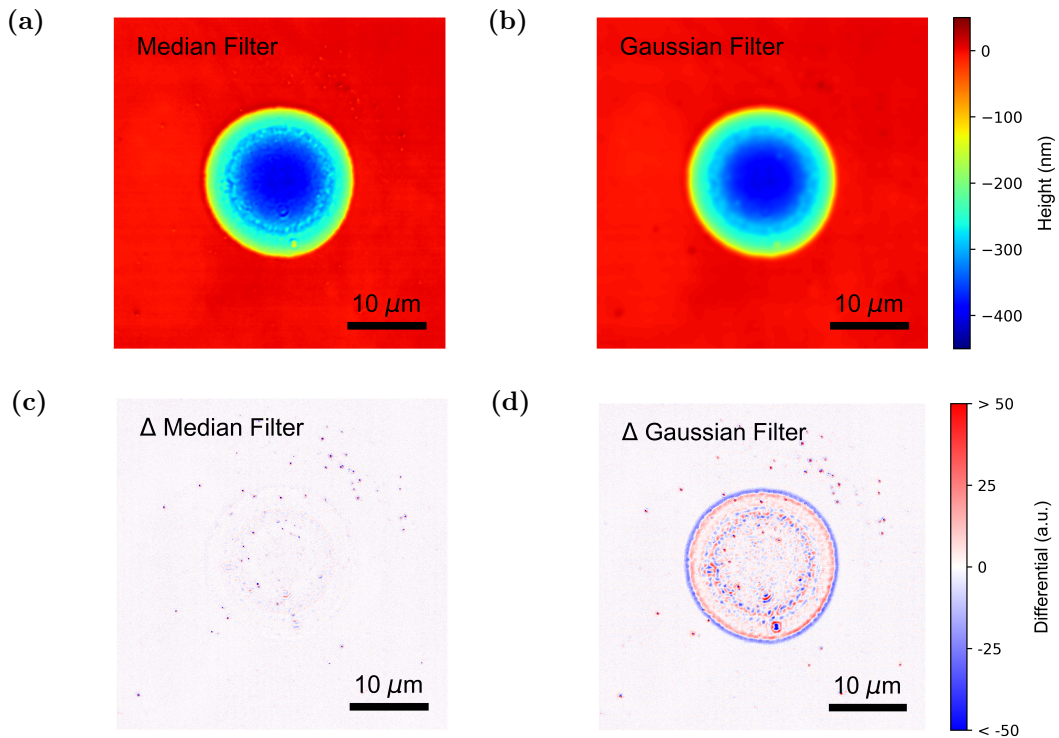 (a)
Median Filter
10 μm
(b)
Gaussian Filter
10 μm
0
−100
−200
−300
−400
Height (nm)
(c)
Δ Median Filter
10 μm
(d)
Δ Gaussian Filter
10 μm
> 50
25
0
-25
< -50
Differential (a.u.)